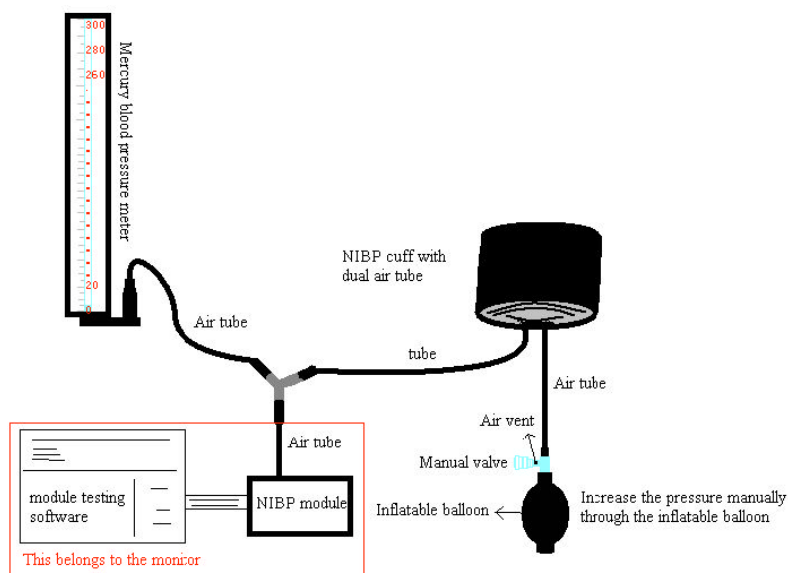 300
280
260
20
0
Mercury blood pressure meter
NIBP cuff with
dual air tube
Air tube
tube
Air tube
Air vent
Manual valve
Inflatable balloon
Increase the pressure manually
through the inflatable balloon
Air tube
module testing
software
NIBP module
This belongs to the monitor